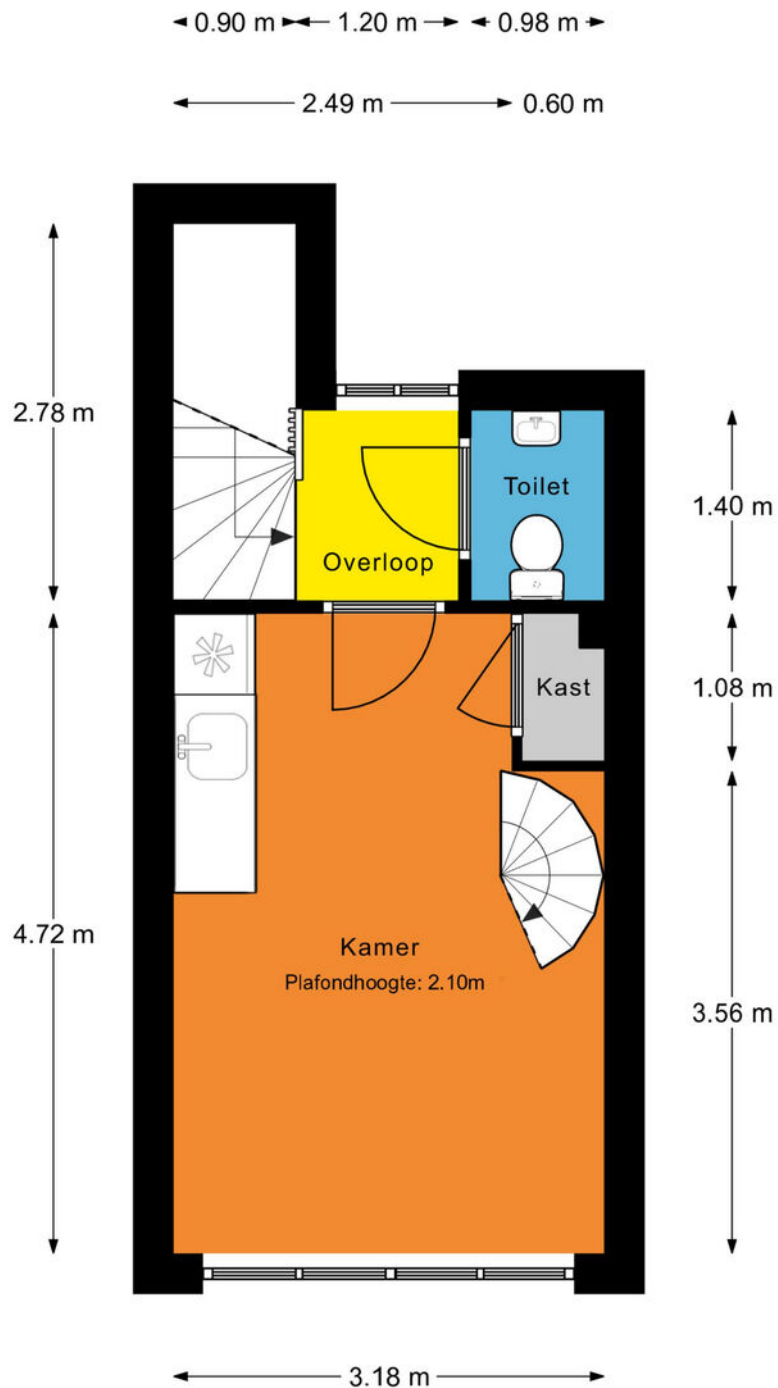 0.90 m 1.20 m 0.98 m
2.49 m 0.60 m
2.78 m
Toilet
1.40 m
Overloop
Kast
1.08 m
4.72 m
Kamer
Plafondhoogte: 2.10m
3.56 m
3.18 m